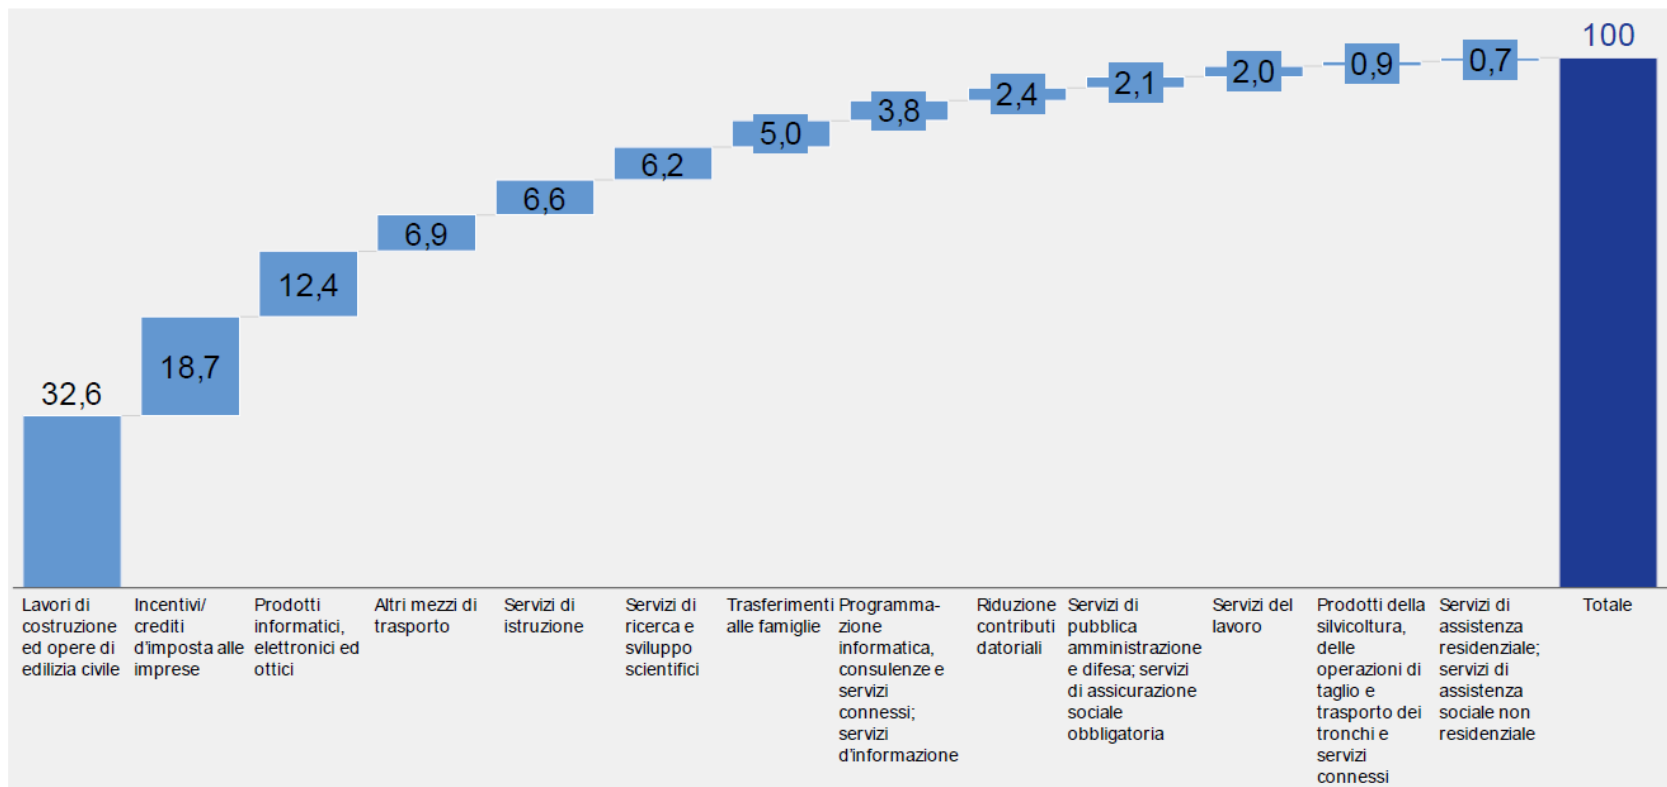 100
0,7
0,9
2,0
2,1
2,4
3,8
5,0
6,2
6,6
6,9
12,4
18,7
32,6
Lavori di
costruzione
ed opere di
edilizia civile
Incentivi/
crediti
d'imposta alle
imprese
Prodotti
informatici,
elettronici ed
ottici
Altri mezzi di
trasporto
Servizi di
istruzione
Servizi di
ricerca e
sviluppo
scientifici
Trasferimenti
alle famiglie
Programma-
zione
informatica,
consulenze e
servizi
connessi;
servizi
d'informazione
Riduzione
contributi
datoriali
Servizi di
pubblica
amministrazione
e difesa; servizi
di assicurazione
sociale
obbligatoria
Servizi del
lavoro
Prodotti della
silvicoltura,
delle
operazioni di
taglio e
trasporto dei
tronchi e
servizi
connessi
Servizi di
assistenza
residenziale;
servizi di
assistenza
sociale non
residenziale
Totale